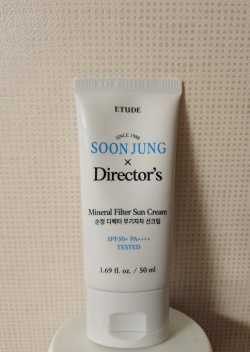 ETUDE
SINCE 1985
SOON JUNG
×
Director's
Mineral Filter Sun Cream
순정 디렉터 무기자차 선크림
SPF50+ PA++++
TESTED
1.69 fl. oz. / 50 ml